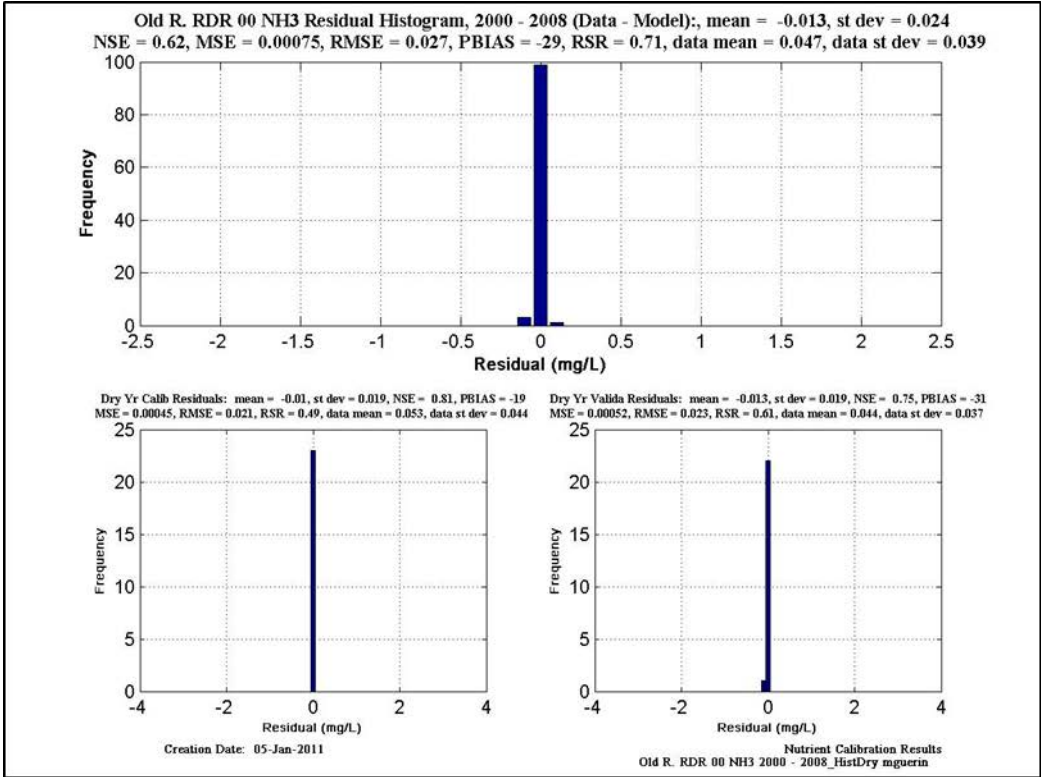 Old R. RDR 00 NH3 Residual Histogram, 2000 - 2008 (Data - Model):, mean = -0.013, st dev = 0.024
NSE = 0.62, MSE = 0.00075, RMSE = 0.027, PBIAS = -29, RSR = 0.71, data mean = 0.047, data st dev = 0.039
100
80
60
40
20
0
Frequency
-2.5 -2 -1.5 -1 -0.5 0 0.5 1 1.5 2 2.5
Residual (mg/L)
Dry Yr Calib Residuals: mean = -0.01, st dev = 0.019, NSE = 0.81, PBIAS = -19
MSE = 0.00045, RMSE = 0.021, RSR = 0.49, data mean = 0.053, data st dev = 0.044
25
20
15
10
5
0
Frequency
-4 -2 0 2 4
Residual (mg/L)
Dry Yr Valida Residuals: mean = -0.013, st dev = 0.019, NSE = 0.75, PBIAS = -31
MSE = 0.00052, RMSE = 0.023, RSR = 0.61, data mean = 0.044, data st dev = 0.037
25
20
15
10
5
0
Frequency
-4 -2 0 2 4
Residual (mg/L)
Creation Date: 05-Jan-2011
Nutrient Calibration Results
Old R. RDR 00 NH3 2000 - 2008_HistDry mguerin